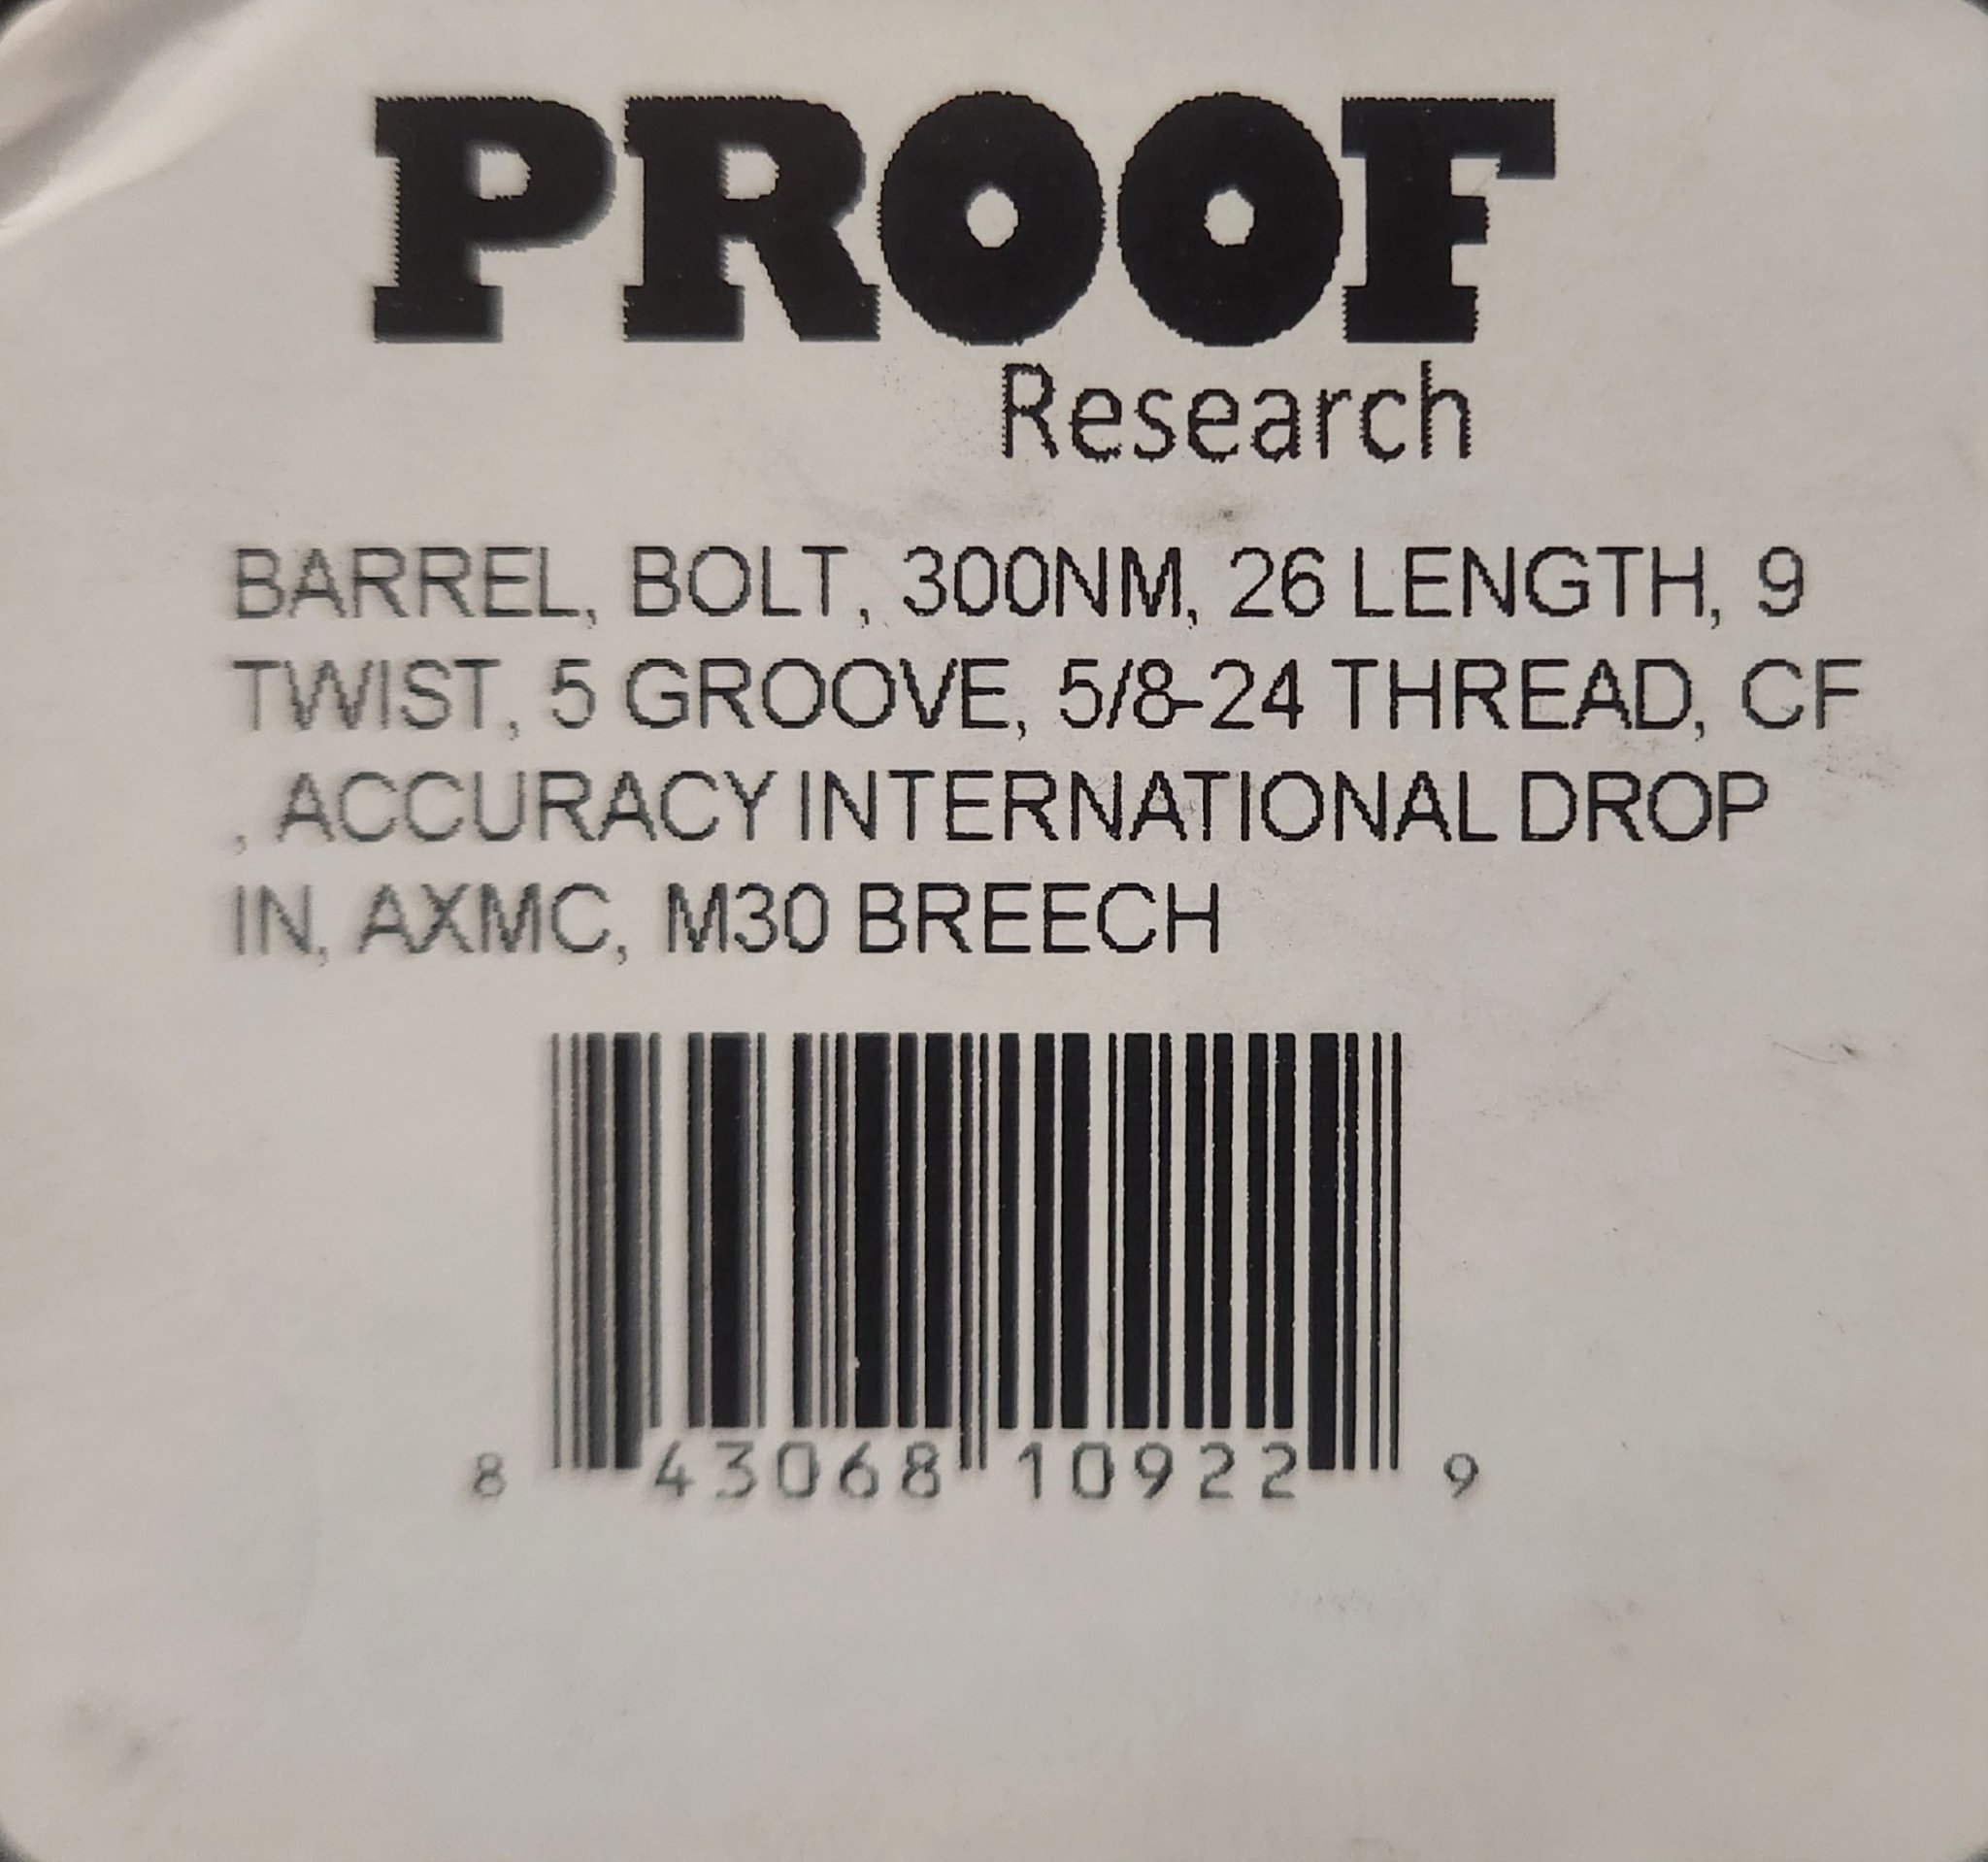 PROOF
Research
BARREL, BOLT, 300NM, 26 LENGTH, 9
TWIST, 5 GROOVE, 5/8-24 THREAD, CF
, ACCURACY INTERNATIONAL DROP
IN, AXMC, M30 BREECH
8 43068 10922 9